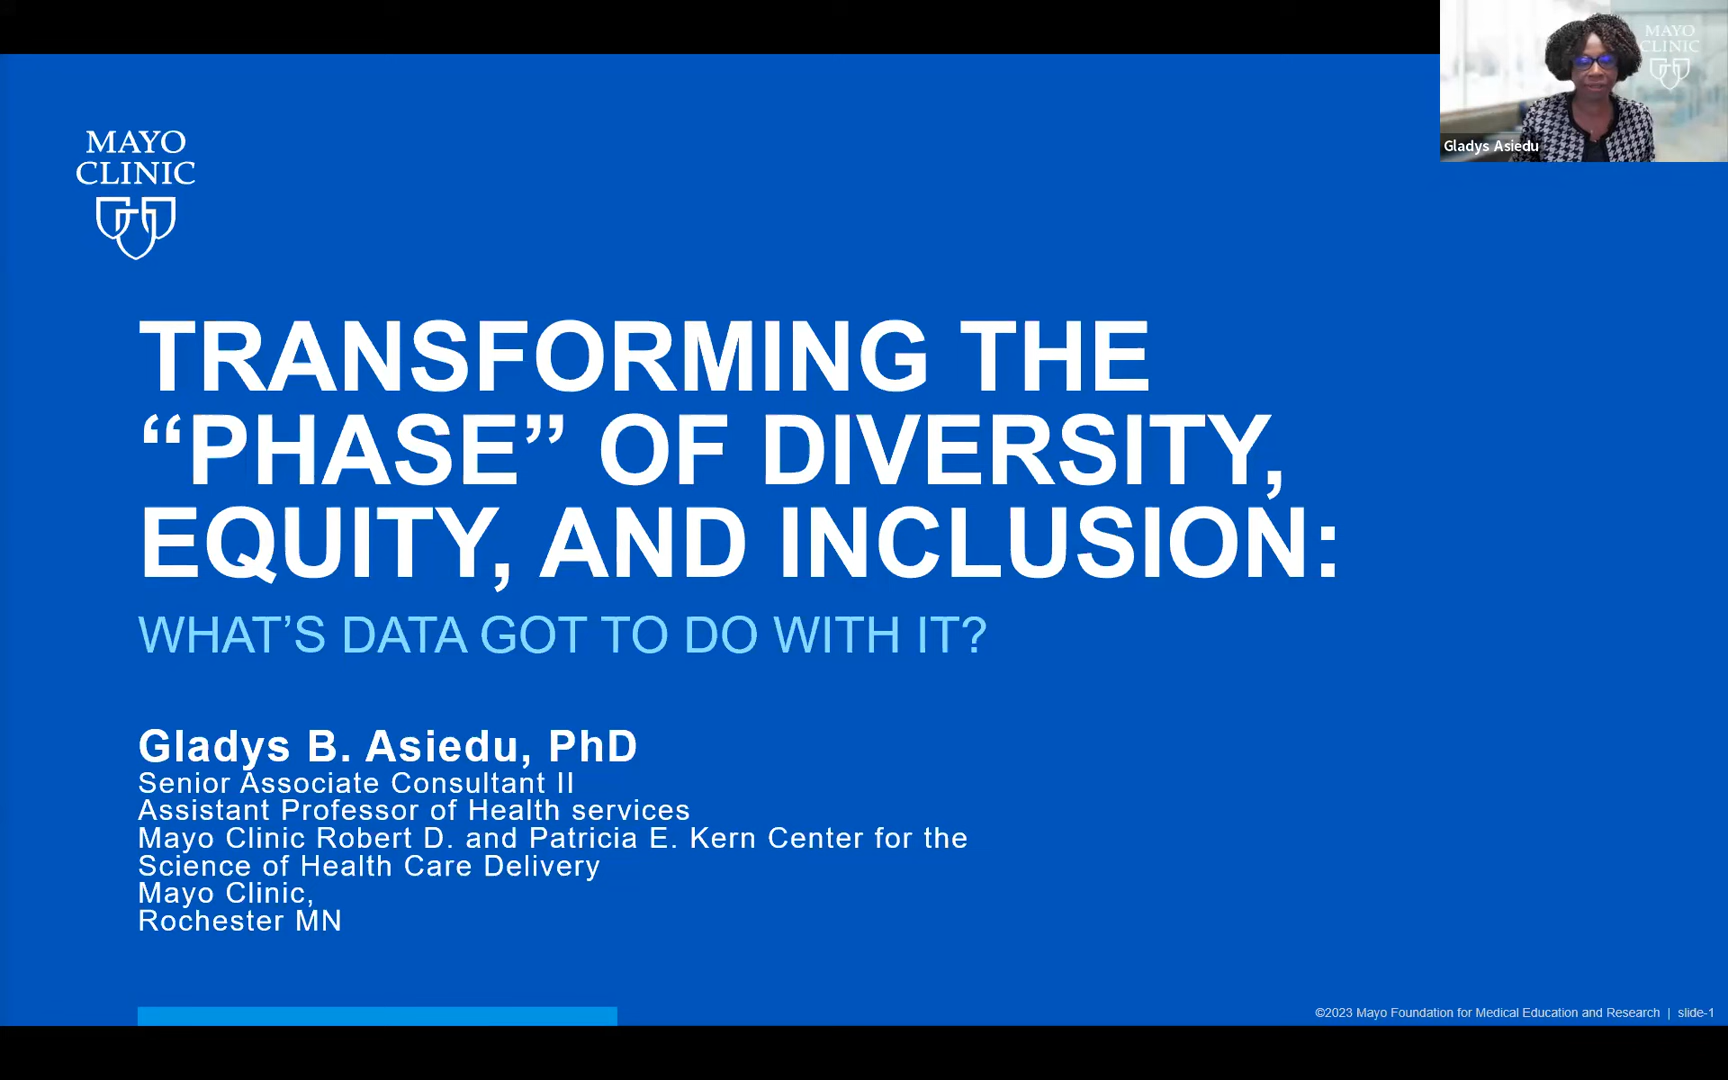 MAYO
CLINIC
MAYO
CLINIC
Gladys Asiedu
TRANSFORMING THE
“PHASE” OF DIVERSITY,
EQUITY, AND INCLUSION:
WHAT’S DATA GOT TO DO WITH IT?
Gladys B. Asiedu, PhD
Senior Associate Consultant II
Assistant Professor of Health services
Mayo Clinic Robert D. and Patricia E. Kern Center for the
Science of Health Care Delivery
Mayo Clinic,
Rochester MN
©2023 Mayo Foundation for Medical Education and Research | slide-1